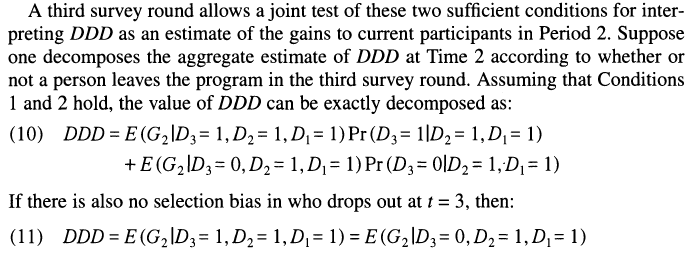 A third survey round allows a joint test of these two sufficient conditions for inter-
preting DDD as an estimate of the gains to current participants in Period 2. Suppose
one decomposes the aggregate estimate of DDD at Time 2 according to whether or
not a person leaves the program in the third survey round. Assuming that Conditions
1 and 2 hold, the value of DDD can be exactly decomposed as:
(10) DDD = E(G₂|D₃ = 1, D₂ = 1, D₁ = 1) Pr(D₃ = 1|D₂ = 1, D₁ = 1)
+ E(G₂|D₃ = 0, D₂ = 1, D₁ = 1) Pr(D₃ = 0|D₂ = 1, D₁ = 1)
If there is also no selection bias in who drops out at t = 3, then:
(11) DDD = E(G₂|D₃ = 1, D₂ = 1, D₁ = 1) = E(G₂|D₃ = 0, D₂ = 1, D₁ = 1)